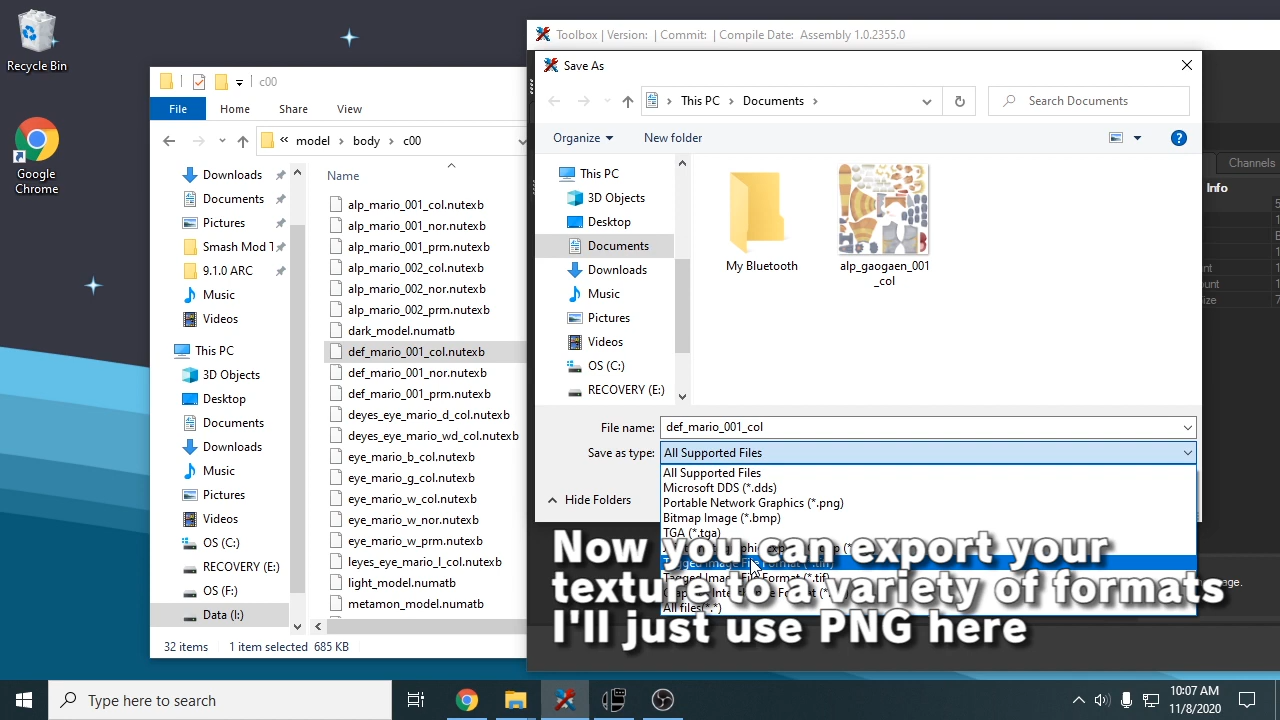 Recycle Bin
Google
Chrome
c00
File
Home
Share
View
model
body
c00
Name
Downloads
Documents
Pictures
Smash Mod T
9.1.0 ARC
Music
Videos
This PC
3D Objects
Desktop
Documents
Downloads
Music
Pictures
Videos
OS (C:)
RECOVERY (E:)
OS (F:)
Data (I:)
alp_mario_001_col.nutexb
alp_mario_001_nor.nutexb
alp_mario_001_prm.nutexb
alp_mario_002_col.nutexb
alp_mario_002_nor.nutexb
alp_mario_002_prm.nutexb
dark_model.numatb
def_mario_001_col.nutexb
def_mario_001_nor.nutexb
def_mario_001_prm.nutexb
deyes_eye_mario_d_col.nutexb
deyes_eye_mario_wd_col.nutexb
eye_mario_b_col.nutexb
eye_mario_g_col.nutexb
eye_mario_w_col.nutexb
eye_mario_w_nor.nutexb
eye_mario_w_prm.nutexb
leyes_eye_mario_l_col.nutexb
light_model.numatb
metamon_model.numatb
32 items
1 item selected 685 KB
Toolbox | Version: | Commit: | Compile Date: Assembly 1.0.2355.0
Save As
This PC
Documents
Search Documents
Organize
New folder
This PC
3D Objects
Desktop
Documents
Downloads
Music
Pictures
Videos
OS (C:)
RECOVERY (E:)
My Bluetooth
alp_gaogaen_001
_col
File name:
def_mario_001_col
Save as type:
All Supported Files
All Supported Files
Microsoft DDS (*.dds)
Portable Network Graphics (*.png)
Bitmap Image (*.bmp)
TGA (*.tga)
Tagged Image File Format (*.tif)
All files(*.*)
Hide Folders
Channels
Info
Now you can export your
texture to a variety of formats
I'll just use PNG here
Type here to search
10:07 AM
11/8/2020